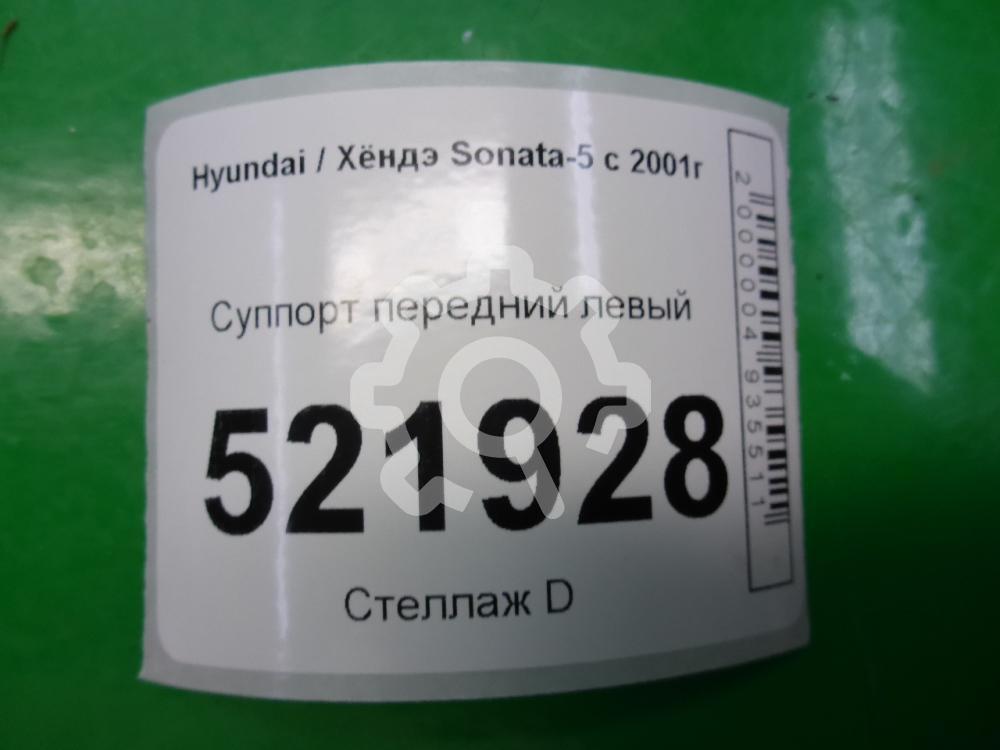 Hyundai / Хёндэ Sonata-5 с 2001г
Суппорт передний левый
521928
Стеллаж D
2000004935511